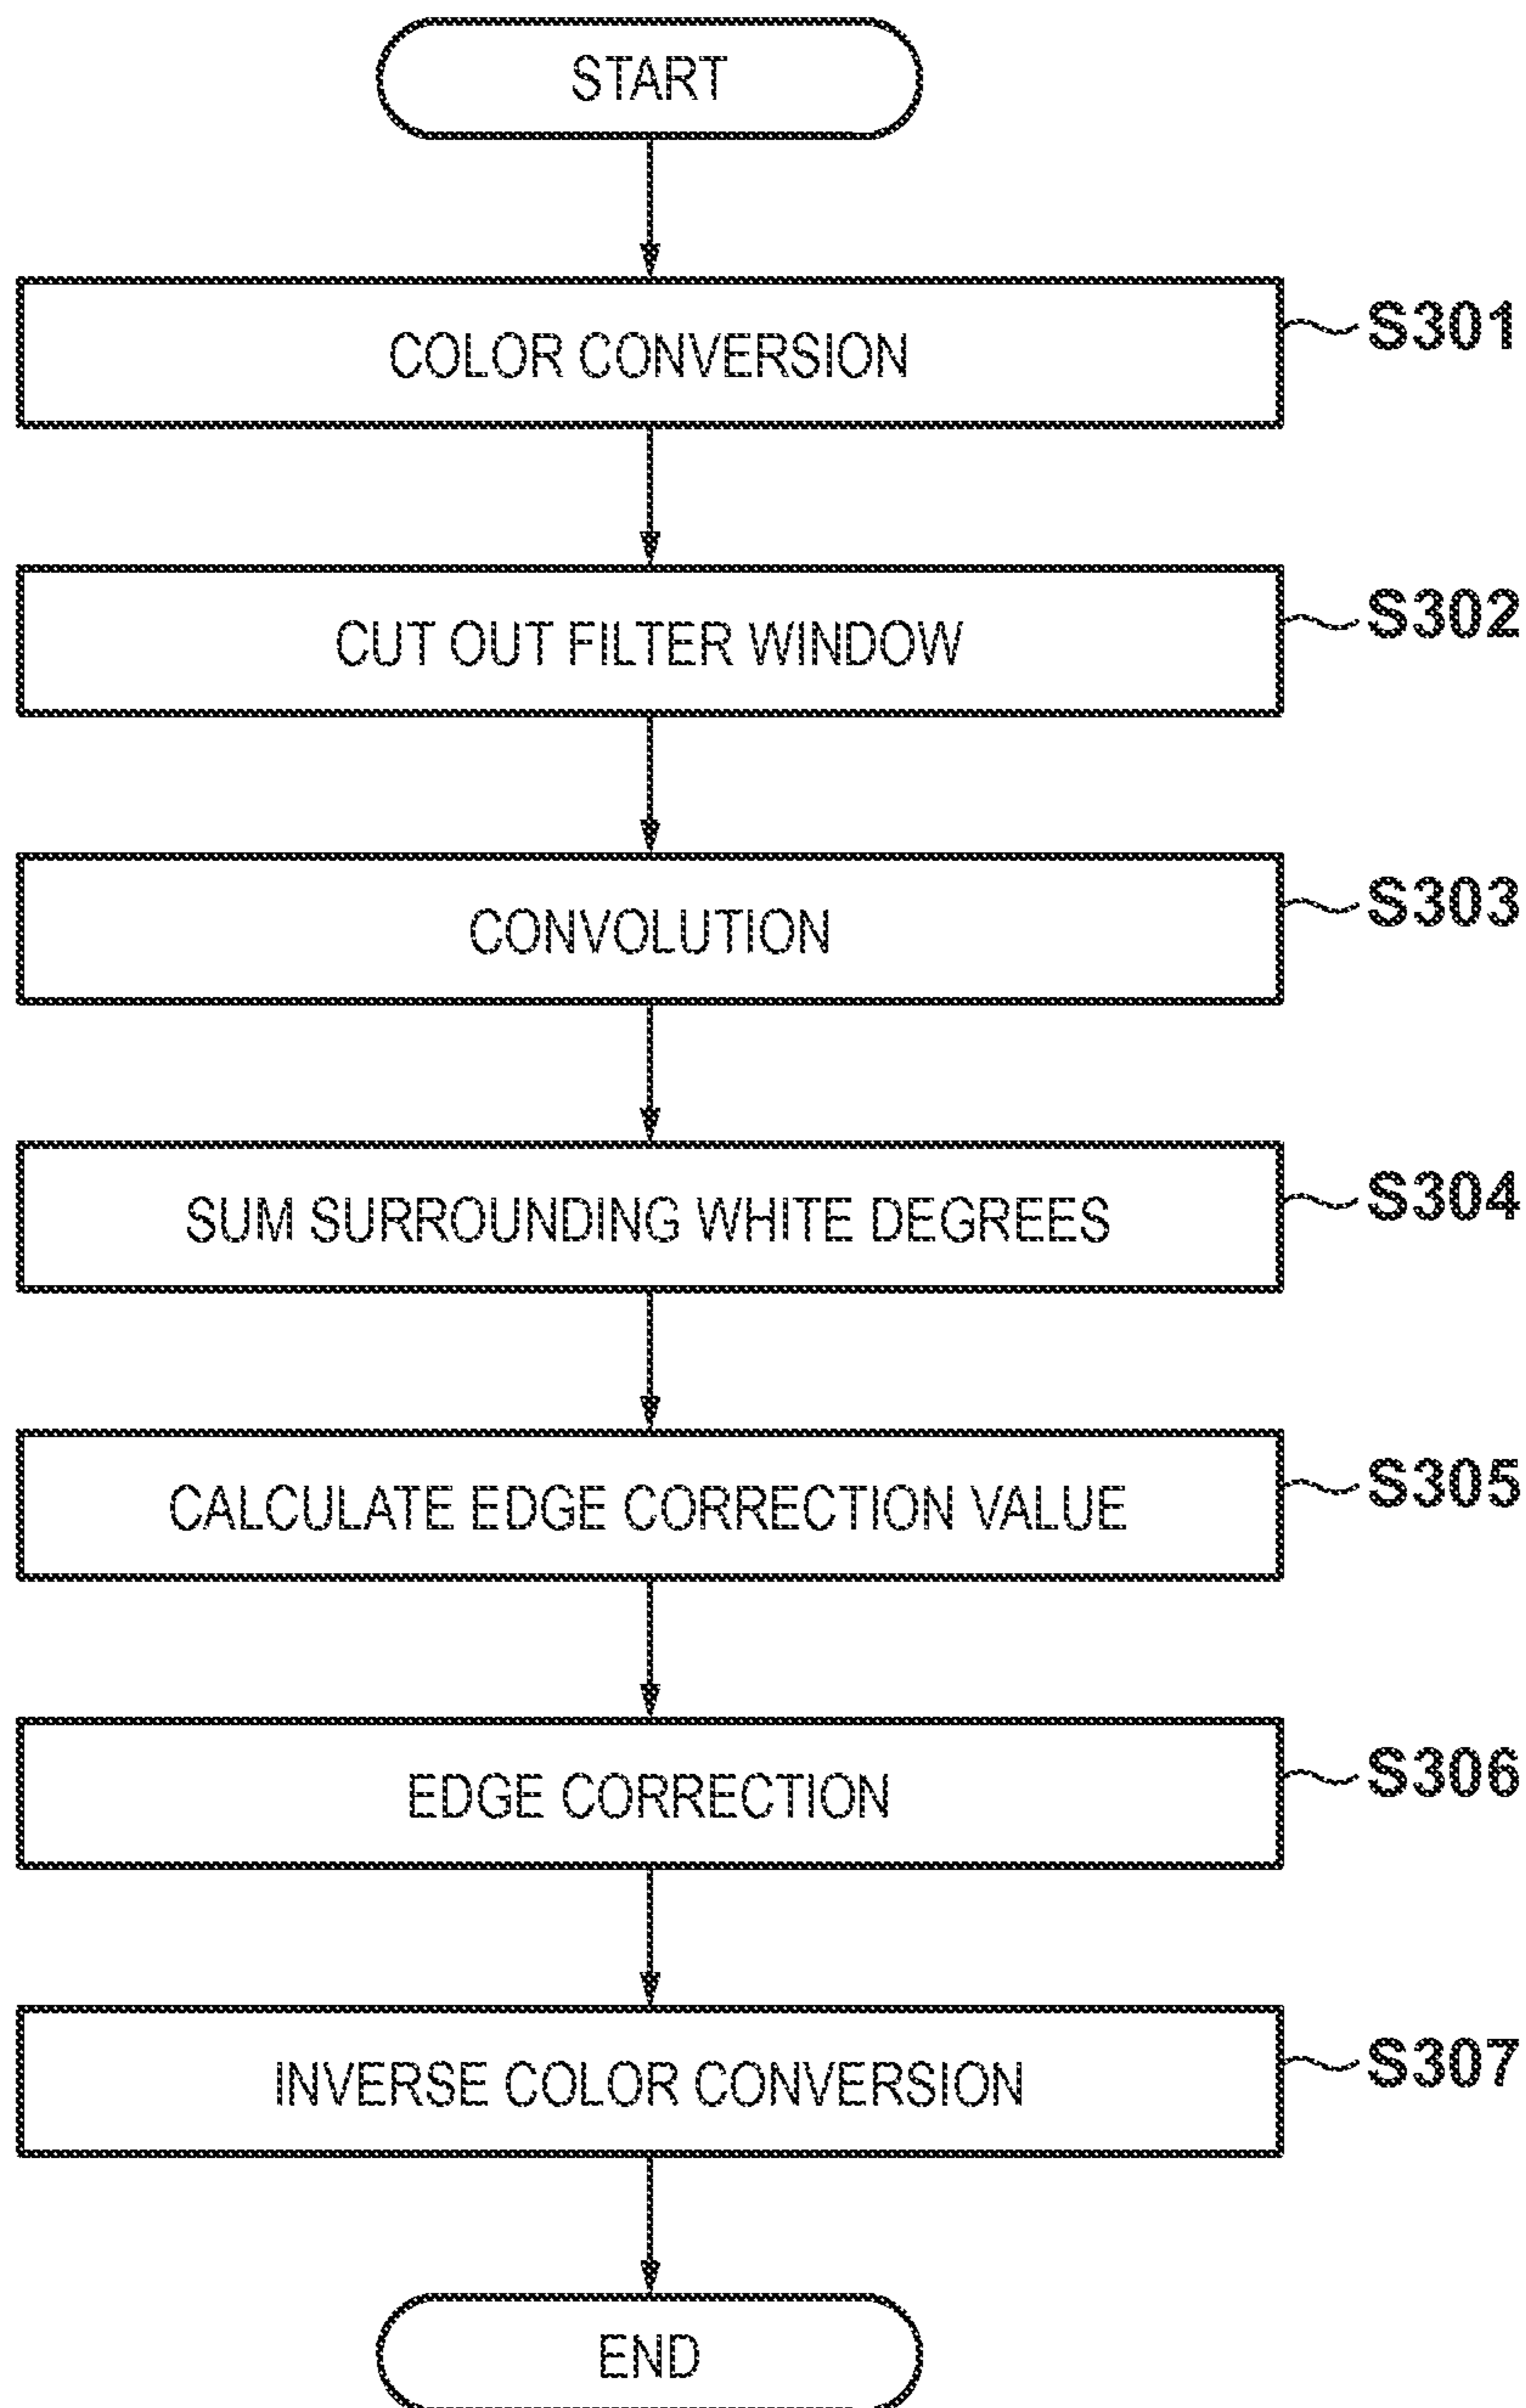 START
COLOR CONVERSION
S301
CUT OUT FILTER WINDOW
S302
CONVOLUTION
S303
SUM SURROUNDING WHITE DEGREES
S304
CALCULATE EDGE CORRECTION VALUE
S305
EDGE CORRECTION
S306
INVERSE COLOR CONVERSION
S307
END